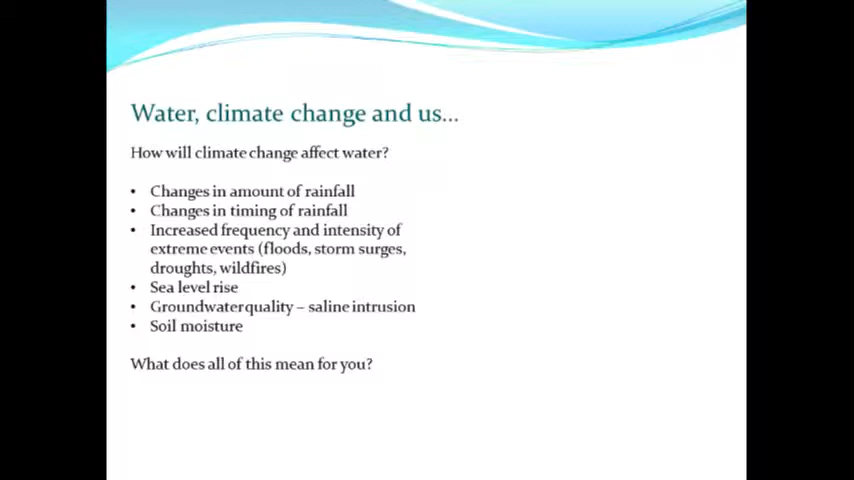 Water, climate change and us...
How will climate change affect water?
• Changes in amount of rainfall
• Changes in timing of rainfall
• Increased frequency and intensity of
extreme events (floods, storm surges,
droughts, wildfires)
• Sea level rise
• Groundwater quality – saline intrusion
• Soil moisture
What does all of this mean for you?